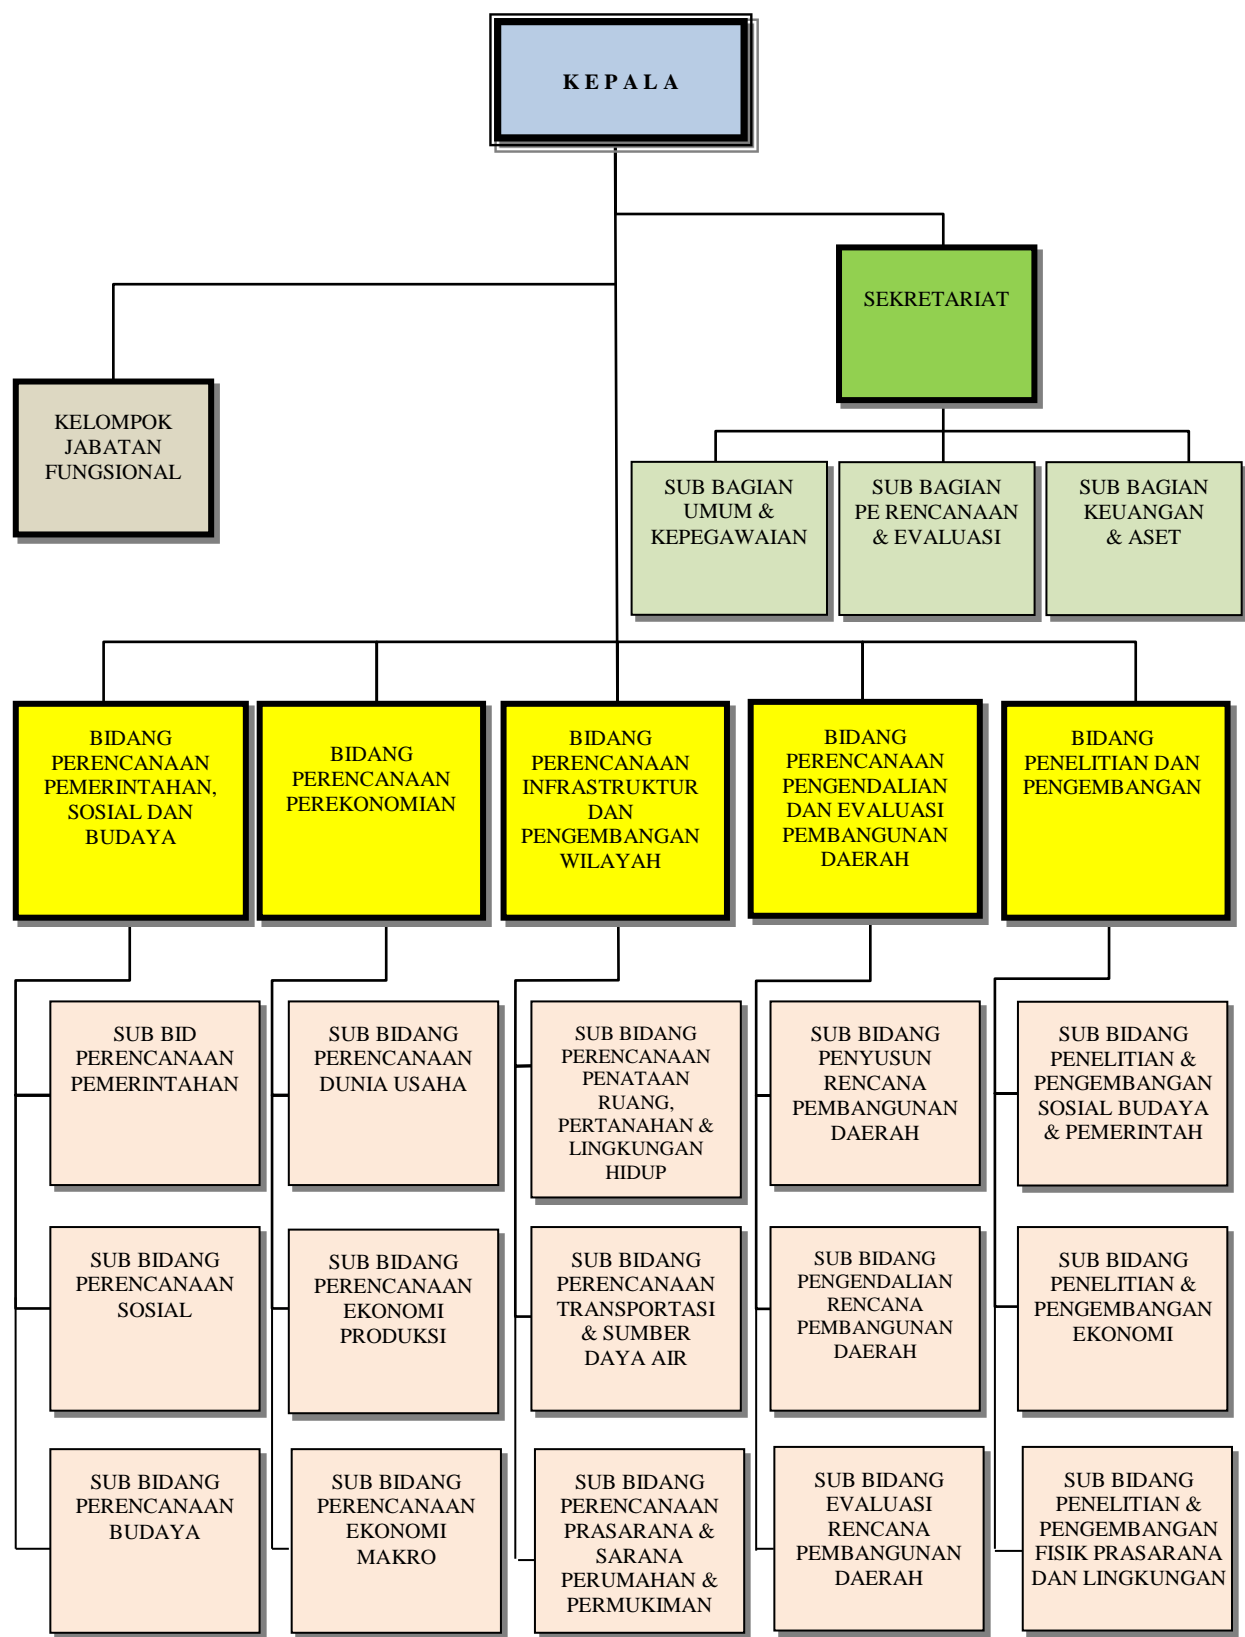 K E P A L A
SEKRETARIAT
KELOMPOK
JABATAN
FUNGSIONAL
SUB BAGIAN
UMUM &
KEPEGAWAIAN
SUB BAGIAN
PE RENCANAAN
& EVALUASI
SUB BAGIAN
KEUANGAN
& ASET
BIDANG
PERENCANAAN
PEMERINTAHAN,
SOSIAL DAN
BUDAYA
BIDANG
PERENCANAAN
PEREKONOMIAN
BIDANG
PERENCANAAN
INFRASTRUKTUR
DAN
PENGEMBANGAN
WILAYAH
BIDANG
PERENCANAAN
PENGENDALIAN
DAN EVALUASI
PEMBANGUNAN
DAERAH
BIDANG
PENELITIAN DAN
PENGEMBANGAN
SUB BID
PERENCANAAN
PEMERINTAHAN
SUB BIDANG
PERENCANAAN
DUNIA USAHA
SUB BIDANG
PERENCANAAN
PENATAAN
RUANG,
PERTANAHAN &
LINGKUNGAN
HIDUP
SUB BIDANG
PENYUSUN
RENCANA
PEMBANGUNAN
DAERAH
SUB BIDANG
PENELITIAN &
PENGEMBANGAN
SOSIAL BUDAYA
& PEMERINTAH
SUB BIDANG
PERENCANAAN
SOSIAL
SUB BIDANG
PERENCANAAN
EKONOMI
PRODUKSI
SUB BIDANG
PERENCANAAN
TRANSPORTASI
& SUMBER
DAYA AIR
SUB BIDANG
PENGENDALIAN
RENCANA
PEMBANGUNAN
DAERAH
SUB BIDANG
PENELITIAN &
PENGEMBANGAN
EKONOMI
SUB BIDANG
PERENCANAAN
BUDAYA
SUB BIDANG
PERENCANAAN
EKONOMI
MAKRO
SUB BIDANG
PERENCANAAN
PRASARANA &
SARANA
PERUMAHAN &
PERMUKIMAN
SUB BIDANG
EVALUASI
RENCANA
PEMBANGUNAN
DAERAH
SUB BIDANG
PENELITIAN &
PENGEMBANGAN
FISIK PRASARANA
DAN LINGKUNGAN